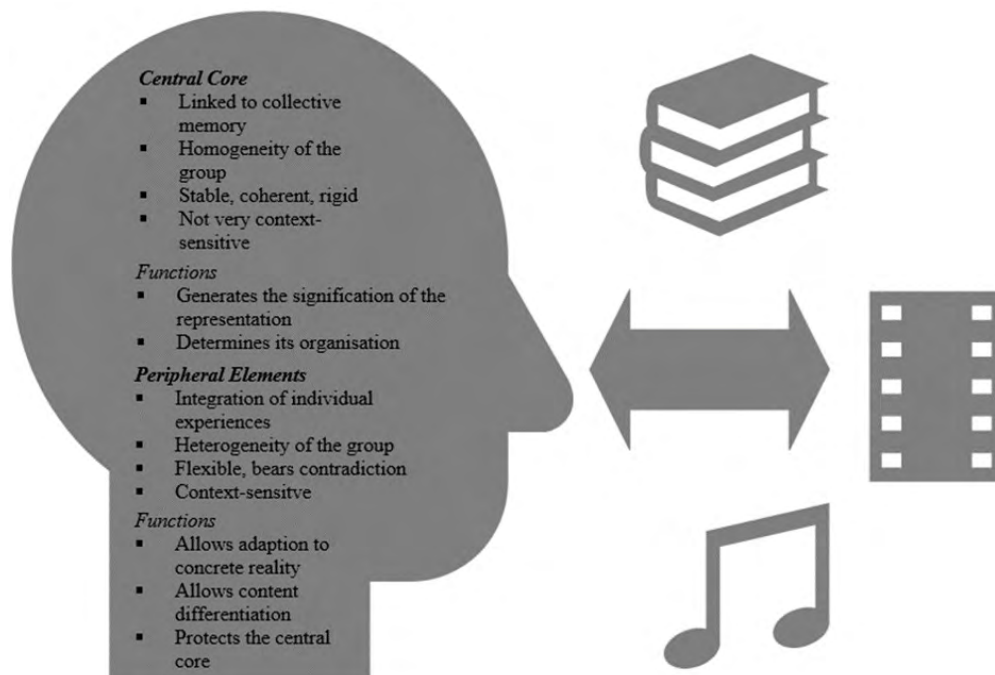 Central Core
▪ Linked to collective
memory
▪ Homogeneity of the
group
▪ Stable, coherent, rigid
▪ Not very context-
sensitive
Functions
▪ Generates the signification of the
representation
▪ Determines its organisation
Peripheral Elements
▪ Integration of individual
experiences
▪ Heterogeneity of the group
▪ Flexible, bears contradiction
▪ Context-sensitve
Functions
▪ Allows adaption to
concrete reality
▪ Allows content
differentiation
▪ Protects the central
core